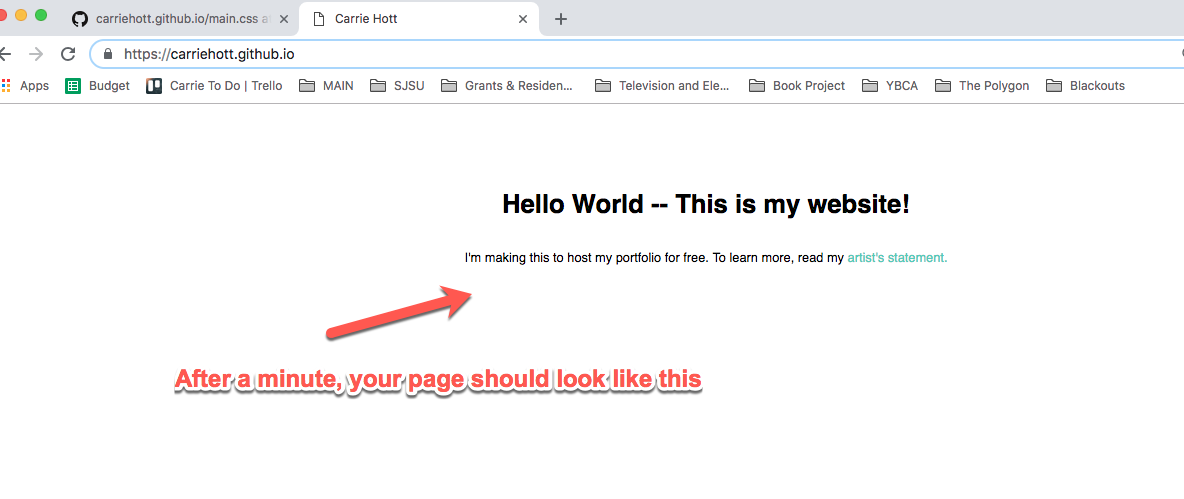 carriehott.github.io/main.css at
Carrie Hott
https://carriehott.github.io
Apps Budget Carrie To Do | Trello MAIN SJSU Grants & Residen... Television and Ele... Book Project YBCA The Polygon Blackouts
Hello World -- This is my website!
I'm making this to host my portfolio for free. To learn more, read my artist's statement.
After a minute, your page should look like this